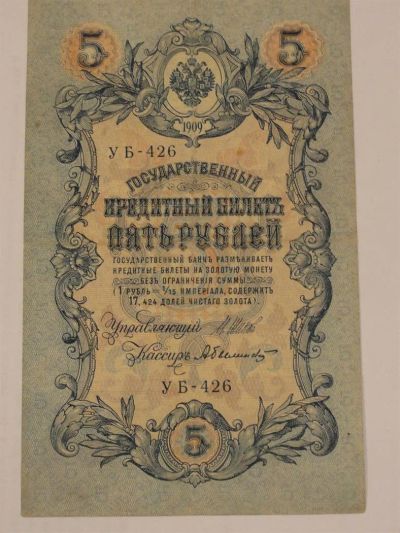 5 5
1909
УБ-426
ГОСУДАРСТВЕННЫЙ
КРЕДИТНЫЙ БИЛЕТЪ
ПЯТЬ РУБЛЕЙ
ГОСУДАРСТВЕННЫЙ БАНКЪ РАЗМѢНИВАЕТЪ
КРЕДИТНЫЕ БИЛЕТЫ НА ЗОЛОТУЮ МОНЕТУ
БЕЗЪ ОГРАНИЧЕНІЯ СУММЫ
(1 РУБЛЬ = 1/15 ИМПЕРІАЛА, СОДЕРЖИТЪ
17,424 ДОЛЕЙ ЧИСТАГО ЗОЛОТА).
Управляющій
Кассиръ
УБ-426
5